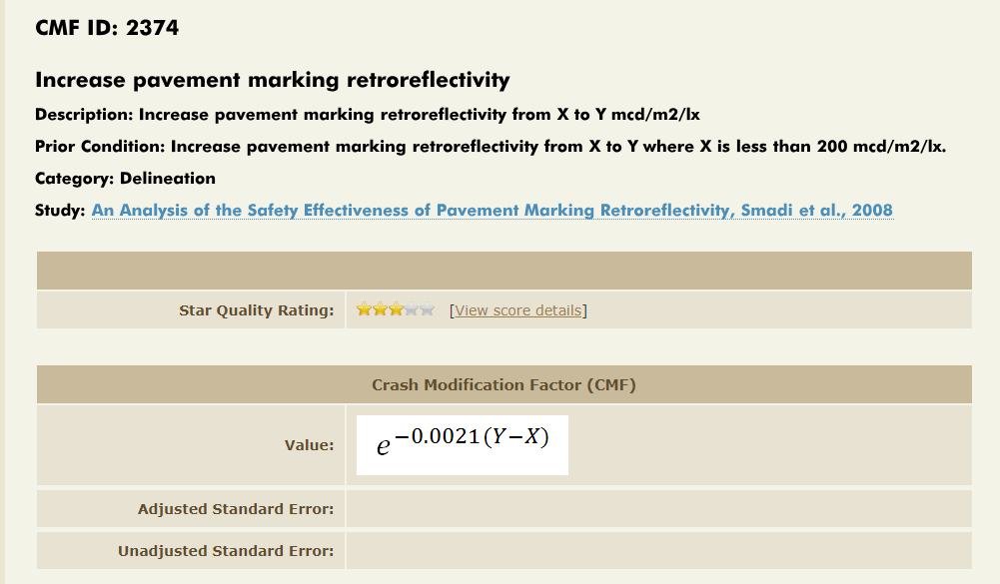 CMF ID: 2374
Increase pavement marking retroreflectivity
Description: Increase pavement marking retroreflectivity from X to Y mcd/m2/lx
Prior Condition: Increase pavement marking retroreflectivity from X to Y where X is less than 200 mcd/m2/lx.
Category: Delineation
Study: An Analysis of the Safety Effectiveness of Pavement Marking Retroreflectivity, Smadi et al., 2008
Star Quality Rating: [View score details]
Crash Modification Factor (CMF)
Value: e^−0.0021(Y−X)
Adjusted Standard Error:
Unadjusted Standard Error: